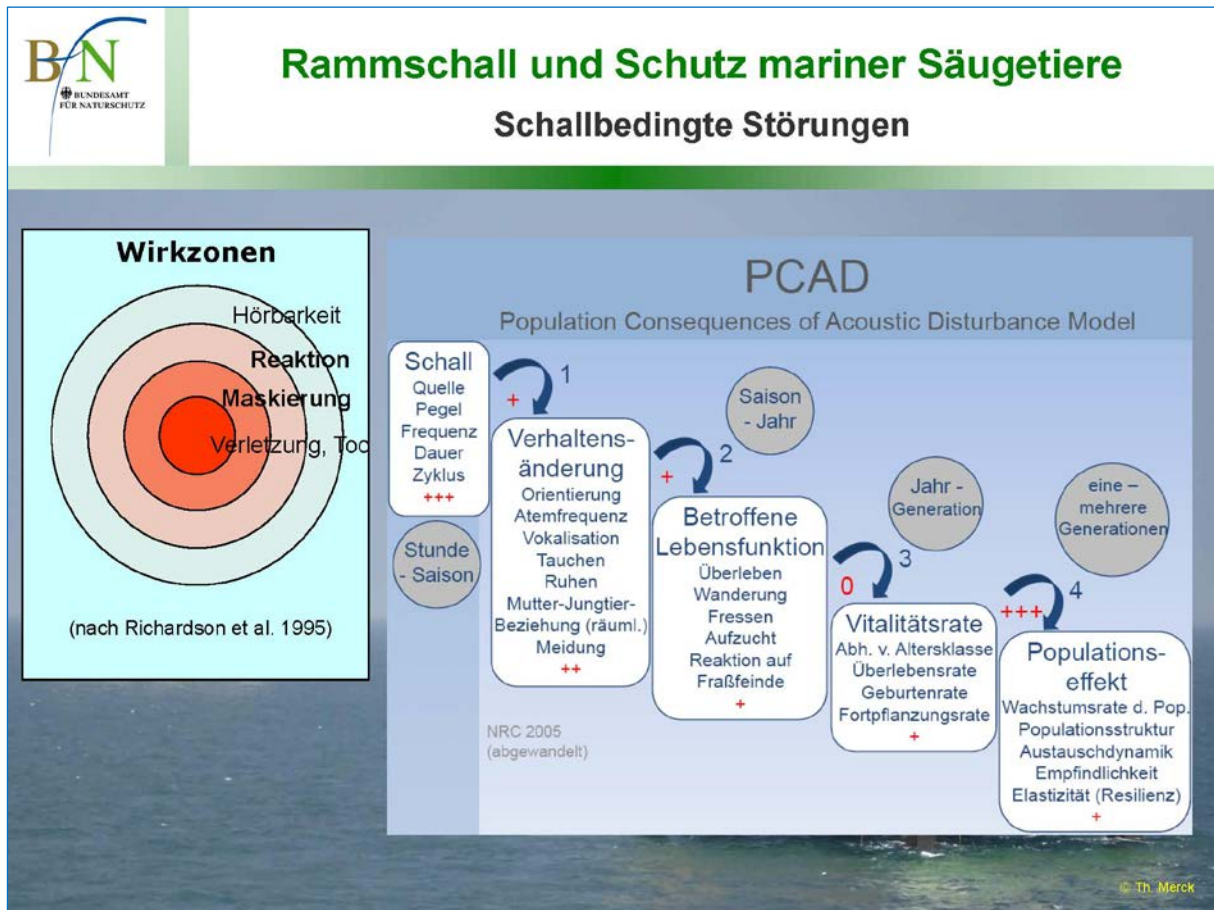 BfN
BUNDESAMT
FÜR NATURSCHUTZ
Rammschall und Schutz mariner Säugetiere
Schallbedingte Störungen
Wirkzonen
Hörbarkeit
Reaktion
Maskierung
Verletzung, Tod
(nach Richardson et al. 1995)
PCAD
Population Consequences of Acoustic Disturbance Model
Schall
Quelle
Pegel
Frequenz
Dauer
Zyklus
+++
Stunde
- Saison
+
1
Verhaltens-
änderung
Orientierung
Atemfrequenz
Vokalisation
Tauchen
Ruhen
Mutter-Jungtier-
Beziehung (räuml.)
Meidung
++
NRC 2005
(abgewandelt)
+
2
Saison
- Jahr
Betroffene
Lebensfunktion
Überleben
Wanderung
Fressen
Aufzucht
Reaktion auf
Fraßfeinde
+
0
3
Jahr -
Generation
Vitalitätsrate
Abh. v. Altersklasse
Überlebensrate
Geburtenrate
Fortpflanzungsrate
+
+++
4
eine –
mehrere
Generationen
Populations-
effekt
Wachstumsrate d. Pop.
Populationsstruktur
Austauschdynamik
Empfindlichkeit
Elastizität (Resilienz)
+
© Th. Merck